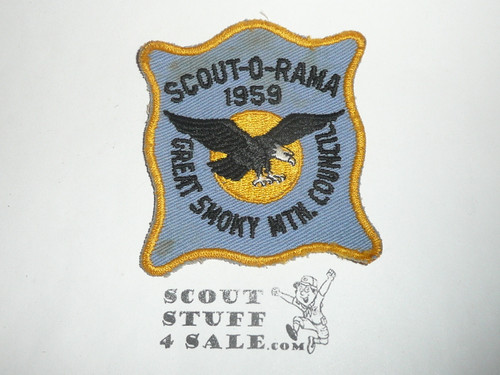 SCOUT-O-RAMA
1959
GREAT SMOKY MTN. COUNCIL
SCOUT
STUFF
4 SALE.COM